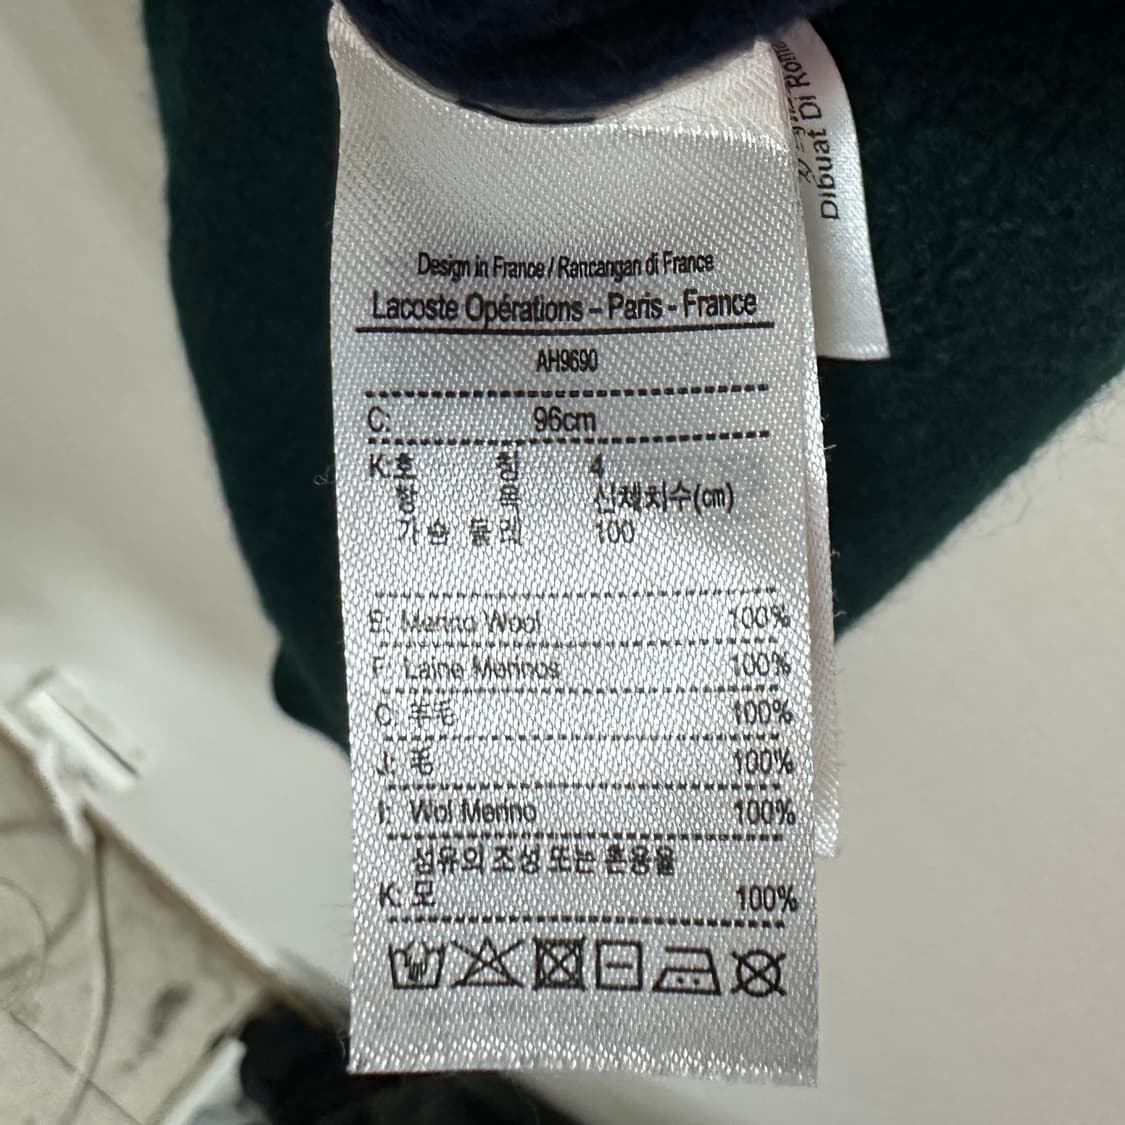 Design in France / Rancangan di France
Lacoste Opérations – Paris - France
AH9690
C: 96cm
K: 호 칭 4
항 목 신체치수(cm)
가슴 둘레 100
E: Merino Wool 100%
F: Laine Merinos 100%
C: 羊毛 100%
J: 毛 100%
I: Wol Merino 100%
섬유의 조성 또는 혼용율
K: 모 100%
Dibuat Di